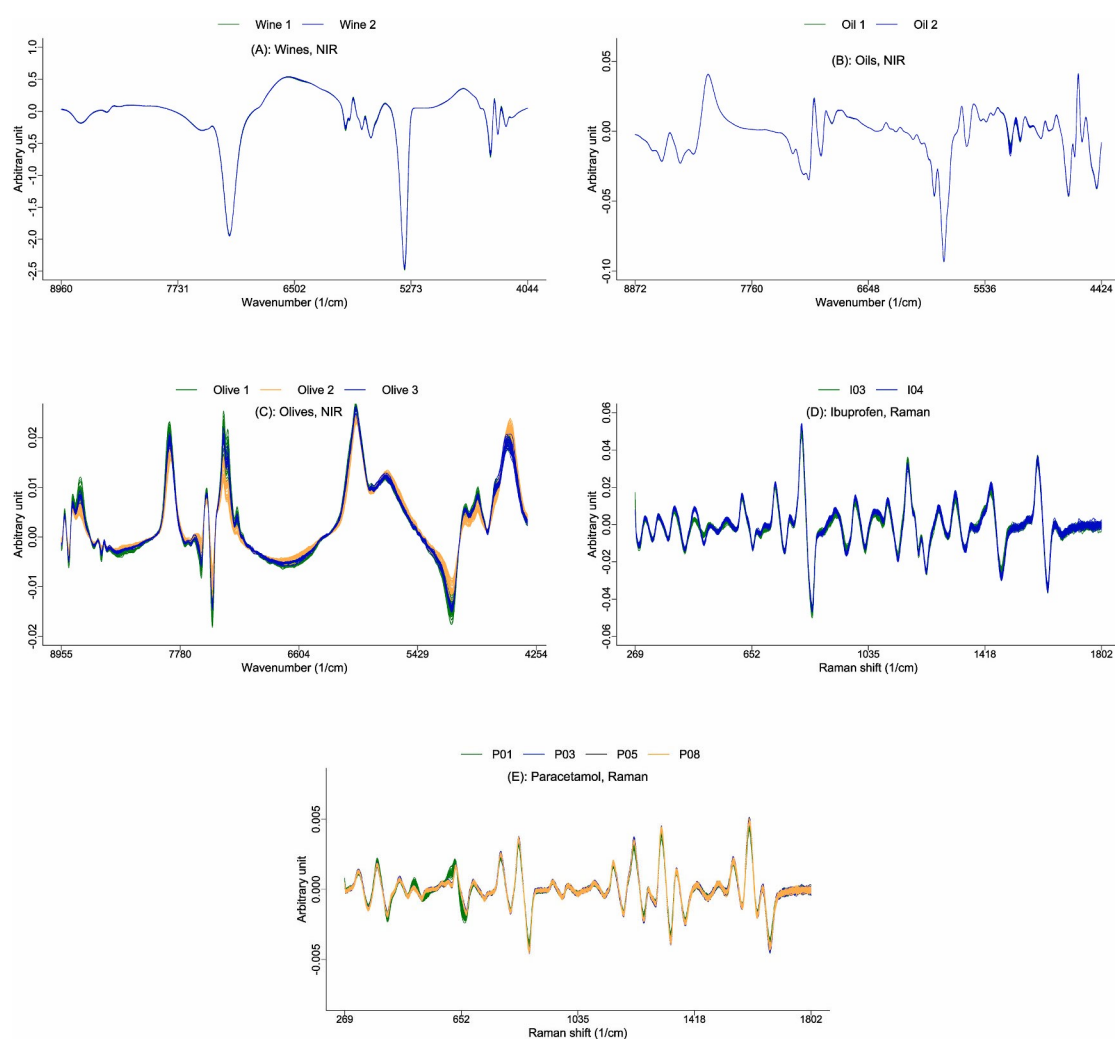 Wine 1 Wine 2
(A): Wines, NIR
Arbitrary unit
1.0
0.5
0.0
-0.5
-1.0
-1.5
-2.0
-2.5
8960 7731 6502 5273 4044
Wavenumber (1/cm)
Oil 1 Oil 2
(B): Oils, NIR
Arbitrary unit
0.05
0.00
-0.05
-0.10
8872 7760 6648 5536 4424
Wavenumber (1/cm)
Olive 1 Olive 2 Olive 3
(C): Olives, NIR
Arbitrary unit
0.02
0.01
0.00
-0.01
-0.02
8955 7780 6604 5429 4254
Wavenumber (1/cm)
I03 I04
(D): Ibuprofen, Raman
Arbitrary unit
0.06
0.04
0.02
0.00
-0.02
-0.04
-0.06
269 652 1035 1418 1802
Raman shift (1/cm)
P01 P03 P05 P08
(E): Paracetamol, Raman
Arbitrary unit
0.005
0.000
-0.005
269 652 1035 1418 1802
Raman shift (1/cm)